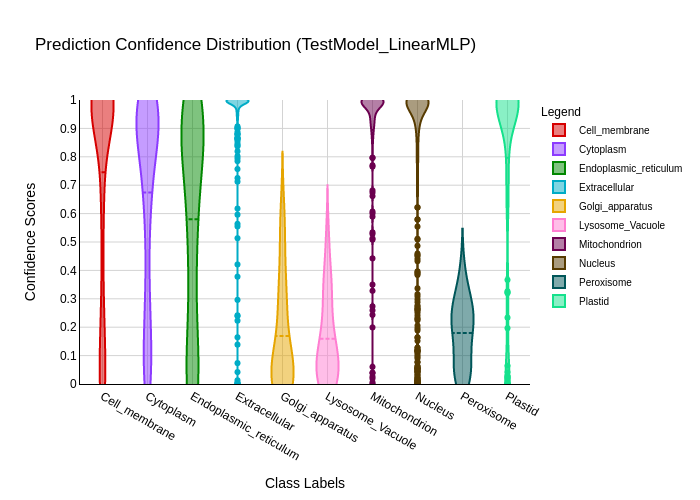 Prediction Confidence Distribution (TestModel_LinearMLP)
Legend
Cell_membrane
Cytoplasm
Endoplasmic_reticulum
Extracellular
Golgi_apparatus
Lysosome_Vacuole
Mitochondrion
Nucleus
Peroxisome
Plastid
Confidence Scores
1
0.9
0.8
0.7
0.6
0.5
0.4
0.3
0.2
0.1
0
Cell_membrane
Cytoplasm
Endoplasmic_reticulum
Extracellular
Golgi_apparatus
Lysosome_Vacuole
Mitochondrion
Nucleus
Peroxisome
Plastid
Class Labels